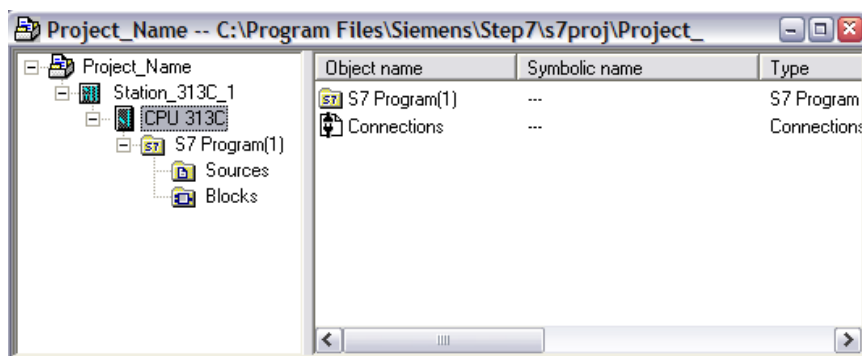 Project_Name -- C:\Program Files\Siemens\Step7\s7proj\Project_
Project_Name
Station_313C_1
CPU 313C
S7 Program(1)
Sources
Blocks
Object name Symbolic name Type
S7 Program(1) --- S7 Program
Connections --- Connections